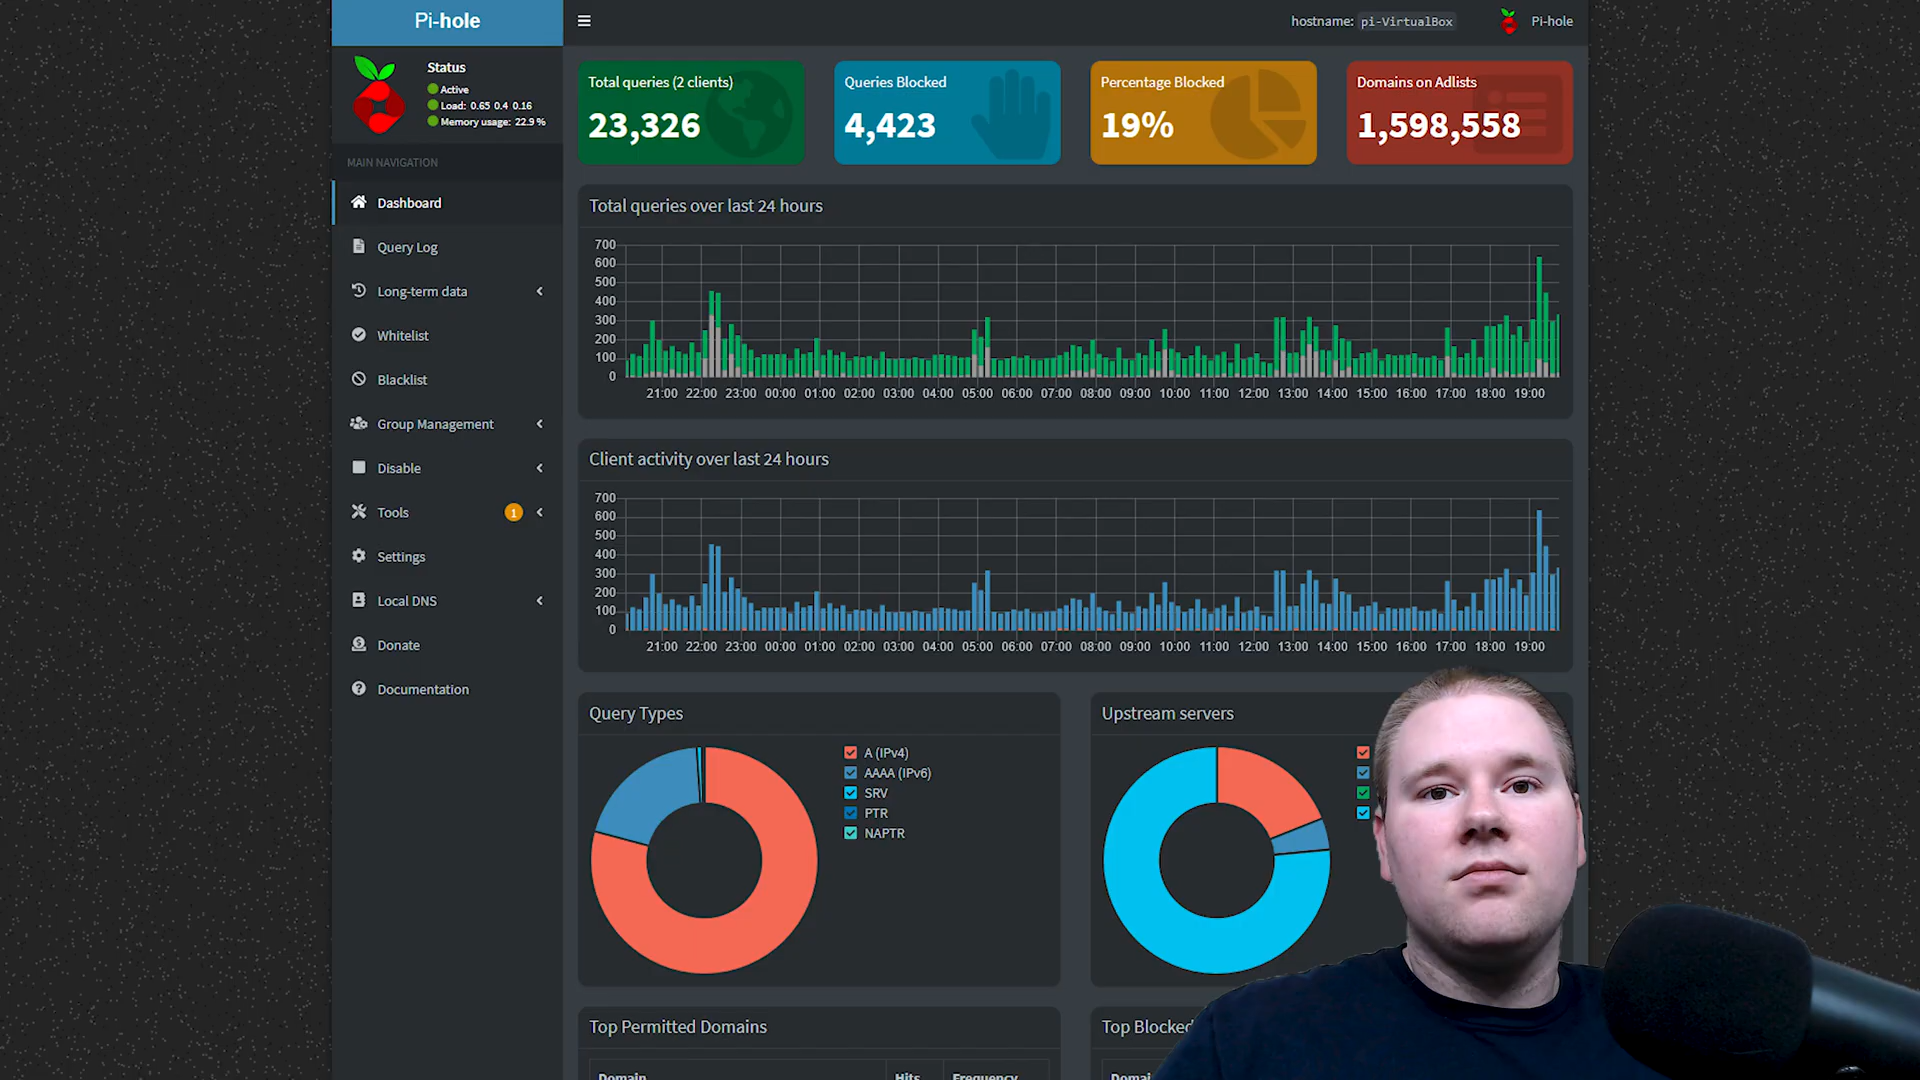 Pi-hole
hostname: pi-VirtualBox
Pi-hole
Status
Active
Load: 0.65 0.4 0.16
Memory usage: 22.9 %
MAIN NAVIGATION
Dashboard
Query Log
Long-term data
Whitelist
Blacklist
Group Management
Disable
Tools 1
Settings
Local DNS
Donate
Documentation
Total queries (2 clients)
23,326
Queries Blocked
4,423
Percentage Blocked
19%
Domains on Adlists
1,598,558
Total queries over last 24 hours
700
600
500
400
300
200
100
0
21:00 22:00 23:00 00:00 01:00 02:00 03:00 04:00 05:00 06:00 07:00 08:00 09:00 10:00 11:00 12:00 13:00 14:00 15:00 16:00 17:00 18:00 19:00
Client activity over last 24 hours
700
600
500
400
300
200
100
0
21:00 22:00 23:00 00:00 01:00 02:00 03:00 04:00 05:00 06:00 07:00 08:00 09:00 10:00 11:00 12:00 13:00 14:00 15:00 16:00 17:00 18:00 19:00
Query Types
A (IPv4)
AAAA (IPv6)
SRV
PTR
NAPTR
Upstream servers
Top Permitted Domains
Domain Hits Frequency
Top Blocked